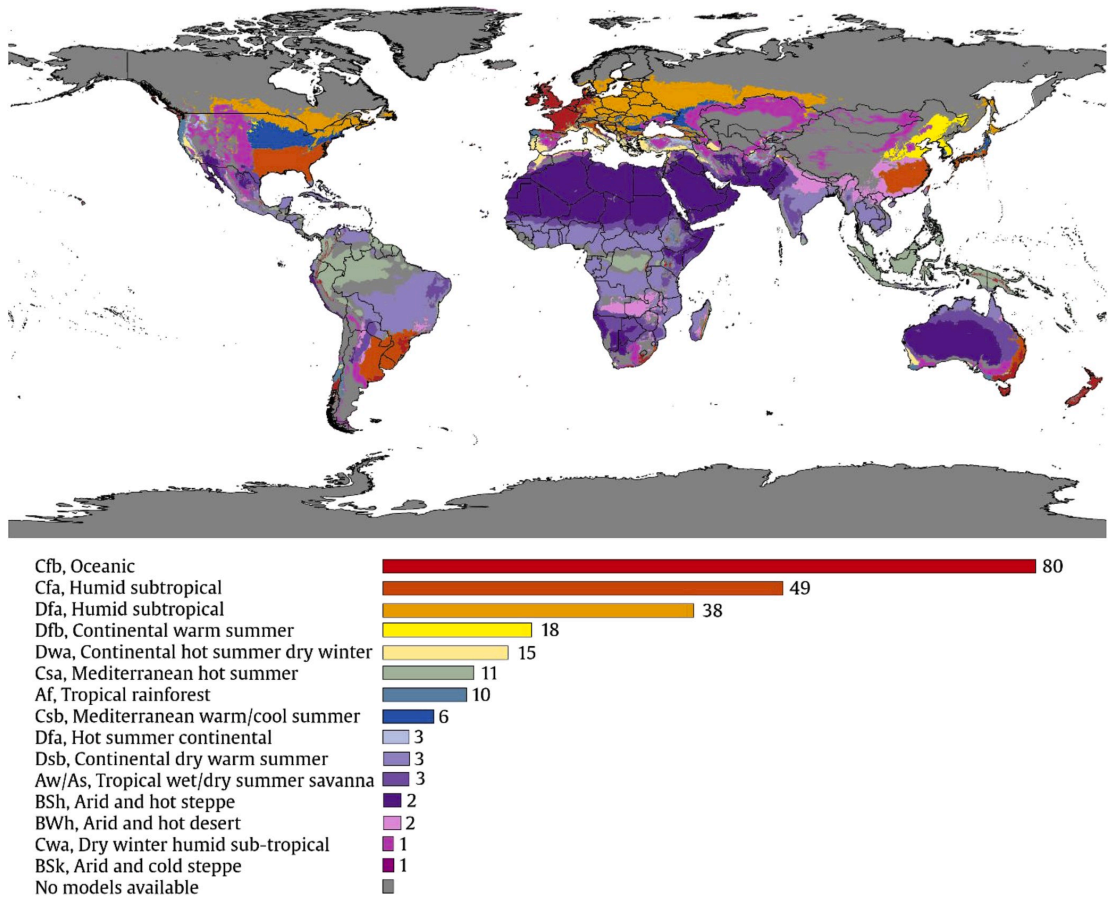 Cfb, Oceanic 80
Cfa, Humid subtropical 49
Dfa, Humid subtropical 38
Dfb, Continental warm summer 18
Dwa, Continental hot summer dry winter 15
Csa, Mediterranean hot summer 11
Af, Tropical rainforest 10
Csb, Mediterranean warm/cool summer 6
Dfa, Hot summer continental 3
Dsb, Continental dry warm summer 3
Aw/As, Tropical wet/dry summer savanna 3
BSh, Arid and hot steppe 2
BWh, Arid and hot desert 2
Cwa, Dry winter humid sub-tropical 1
BSk, Arid and cold steppe 1
No models available